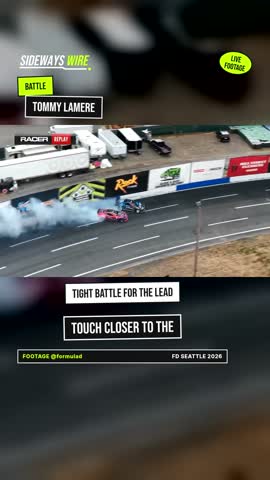 SIDEWAYS WIRE
LIVE
FOOTAGE
BATTLE
TOMMY LAMERE
RACER REPLAY
Rock
TIGHT BATTLE FOR THE LEAD
TOUCH CLOSER TO THE
FOOTAGE @formulad
FD SEATTLE 2026